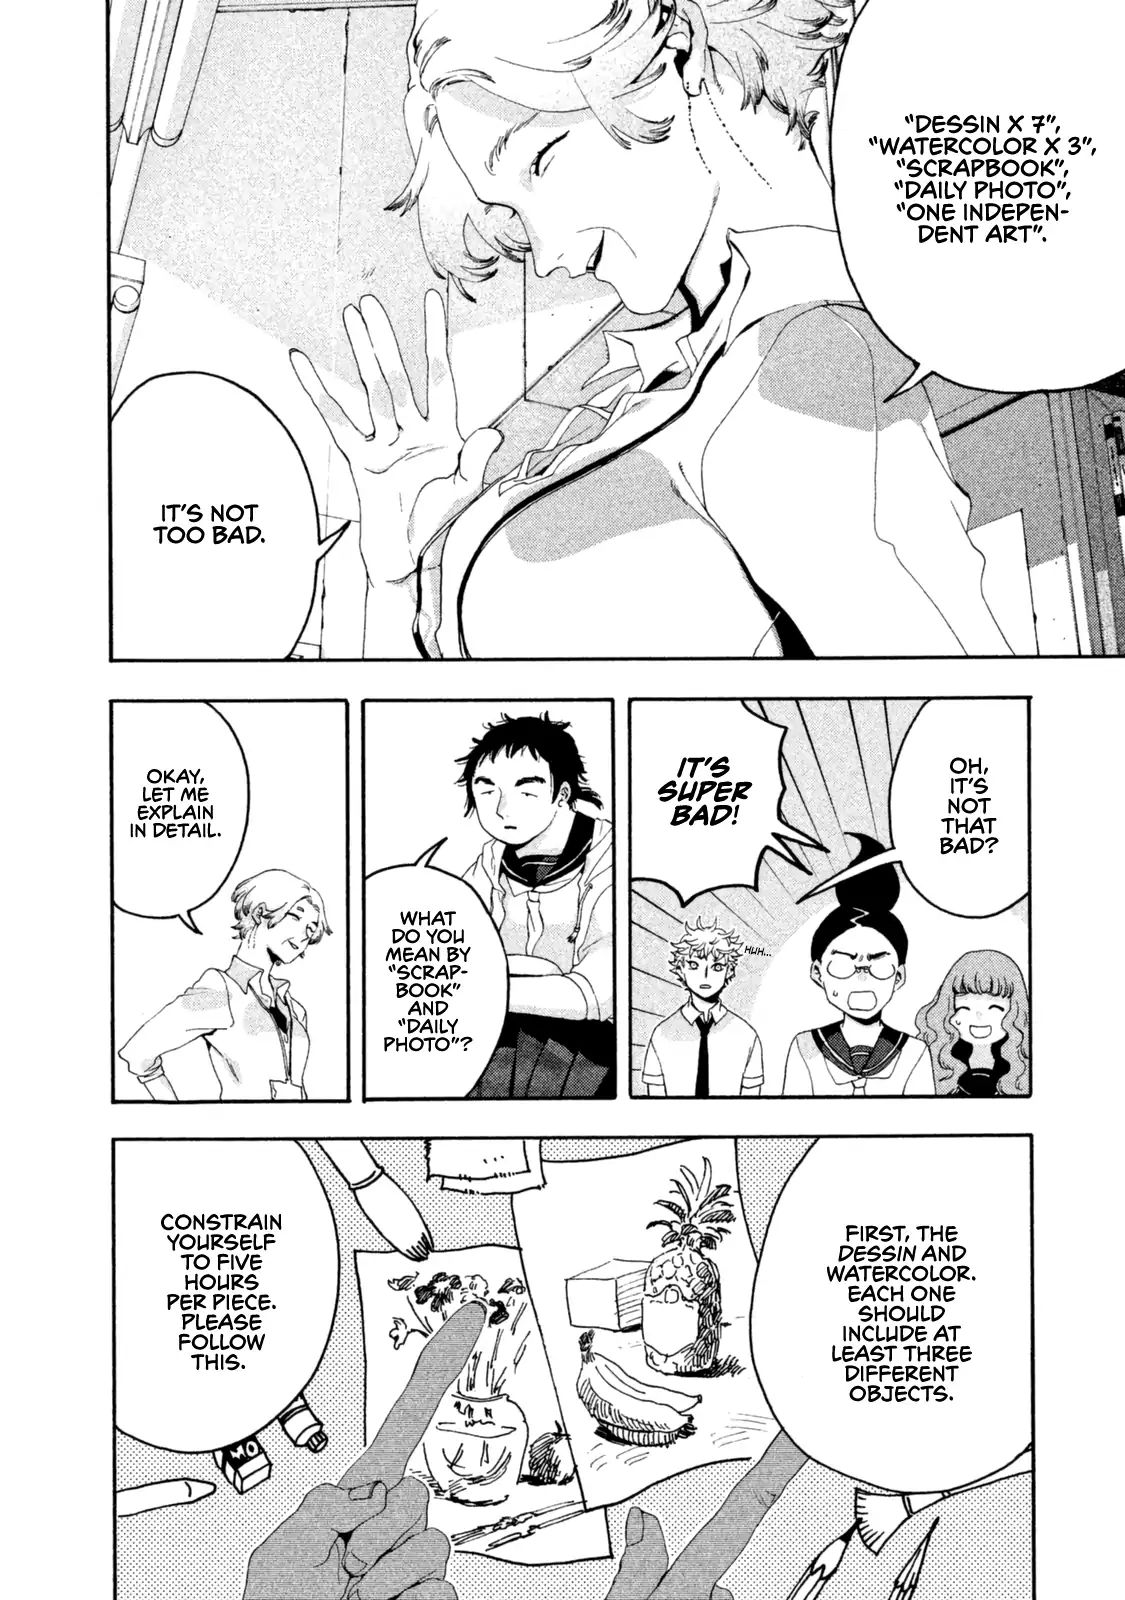 "DESSIN X 7",
"WATERCOLOR X 3",
"SCRAPBOOK",
"DAILY PHOTO",
"ONE INDEPEN-
DENT ART".
IT'S NOT
TOO BAD.
OH,
IT'S
NOT
THAT
BAD?
IT'S
SUPER
BAD!
HUH...
WHAT
DO YOU
MEAN BY
"SCRAP-
BOOK"
AND
"DAILY
PHOTO"?
OKAY,
LET ME
EXPLAIN
IN DETAIL.
FIRST, THE
DESSIN AND
WATERCOLOR.
EACH ONE
SHOULD
INCLUDE AT
LEAST THREE
DIFFERENT
OBJECTS.
CONSTRAIN
YOURSELF
TO FIVE
HOURS
PER PIECE.
PLEASE
FOLLOW
THIS.
MO